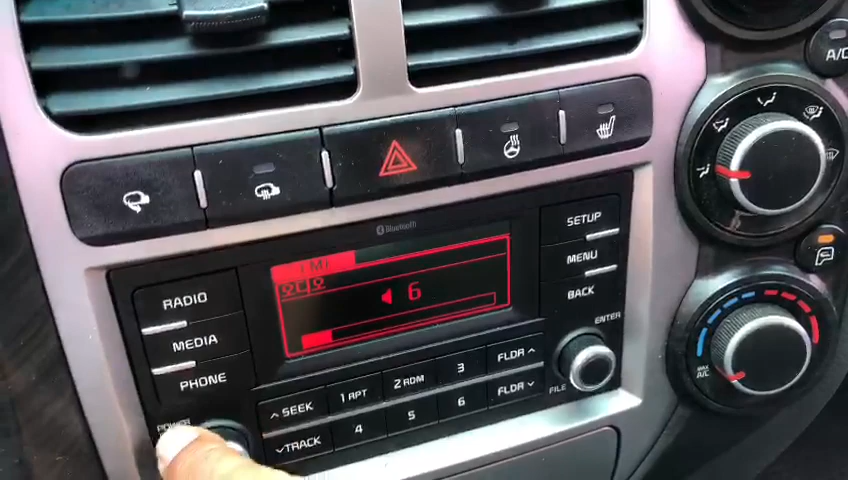 A/C
Bluetooth
SETUP
MENU
BACK
RADIO
MEDIA
PHONE
오디오
6
ENTER
FILE
POWER
∧ SEEK
1 RPT
2 RDM
3
FLDR ∧
∨ TRACK
4
5
6
FLDR ∨
MAX A/C